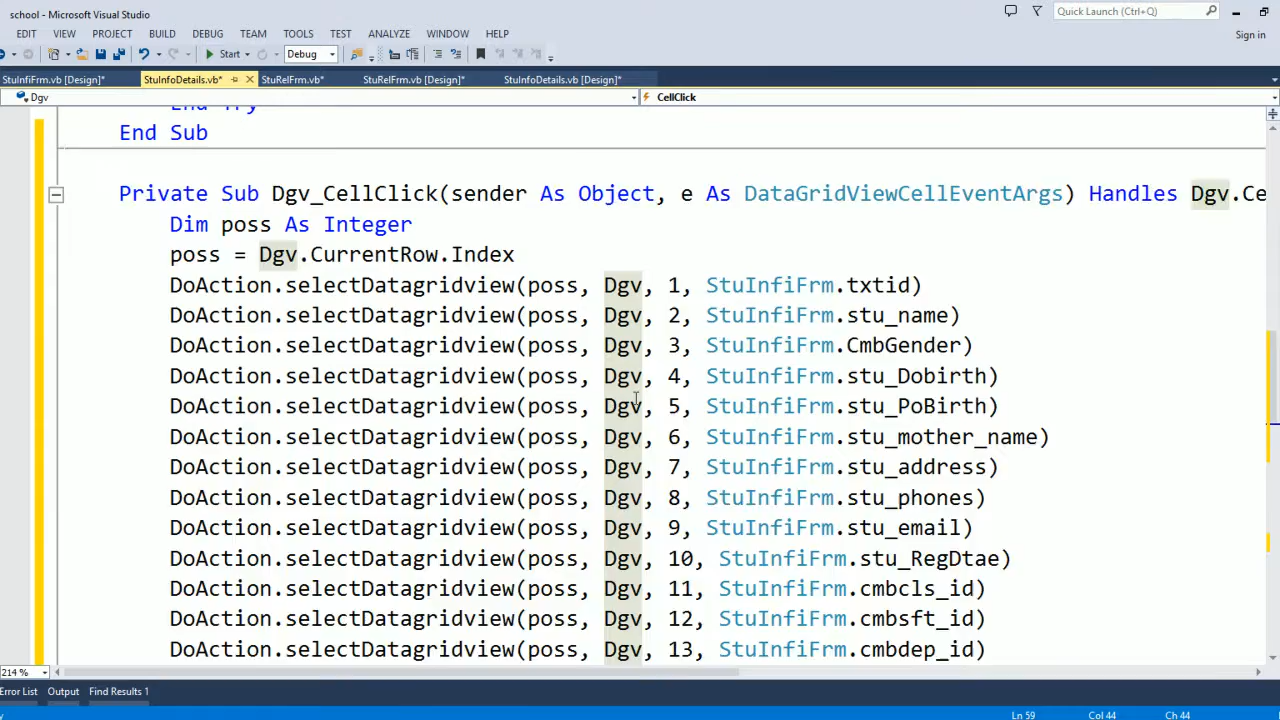 school - Microsoft Visual Studio
Quick Launch (Ctrl+Q)
EDIT VIEW PROJECT BUILD DEBUG TEAM TOOLS TEST ANALYZE WINDOW HELP
Sign in
Start Debug
StuInfiFrm.vb [Design]* StuInfoDetails.vb* StuRelFrm.vb* StuRelFrm.vb [Design]* StuInfoDetails.vb [Design]*
Dgv CellClick
End Try
End Sub
Private Sub Dgv_CellClick(sender As Object, e As DataGridViewCellEventArgs) Handles Dgv.Ce
Dim poss As Integer
poss = Dgv.CurrentRow.Index
DoAction.selectDatagridview(poss, Dgv, 1, StuInfiFrm.txtid)
DoAction.selectDatagridview(poss, Dgv, 2, StuInfiFrm.stu_name)
DoAction.selectDatagridview(poss, Dgv, 3, StuInfiFrm.CmbGender)
DoAction.selectDatagridview(poss, Dgv, 4, StuInfiFrm.stu_Dobirth)
DoAction.selectDatagridview(poss, Dgv, 5, StuInfiFrm.stu_PoBirth)
DoAction.selectDatagridview(poss, Dgv, 6, StuInfiFrm.stu_mother_name)
DoAction.selectDatagridview(poss, Dgv, 7, StuInfiFrm.stu_address)
DoAction.selectDatagridview(poss, Dgv, 8, StuInfiFrm.stu_phones)
DoAction.selectDatagridview(poss, Dgv, 9, StuInfiFrm.stu_email)
DoAction.selectDatagridview(poss, Dgv, 10, StuInfiFrm.stu_RegDtae)
DoAction.selectDatagridview(poss, Dgv, 11, StuInfiFrm.cmbcls_id)
DoAction.selectDatagridview(poss, Dgv, 12, StuInfiFrm.cmbsft_id)
DoAction.selectDatagridview(poss, Dgv, 13, StuInfiFrm.cmbdep_id)
214 %
Error List Output Find Results 1
Ln 59 Col 44 Ch 44